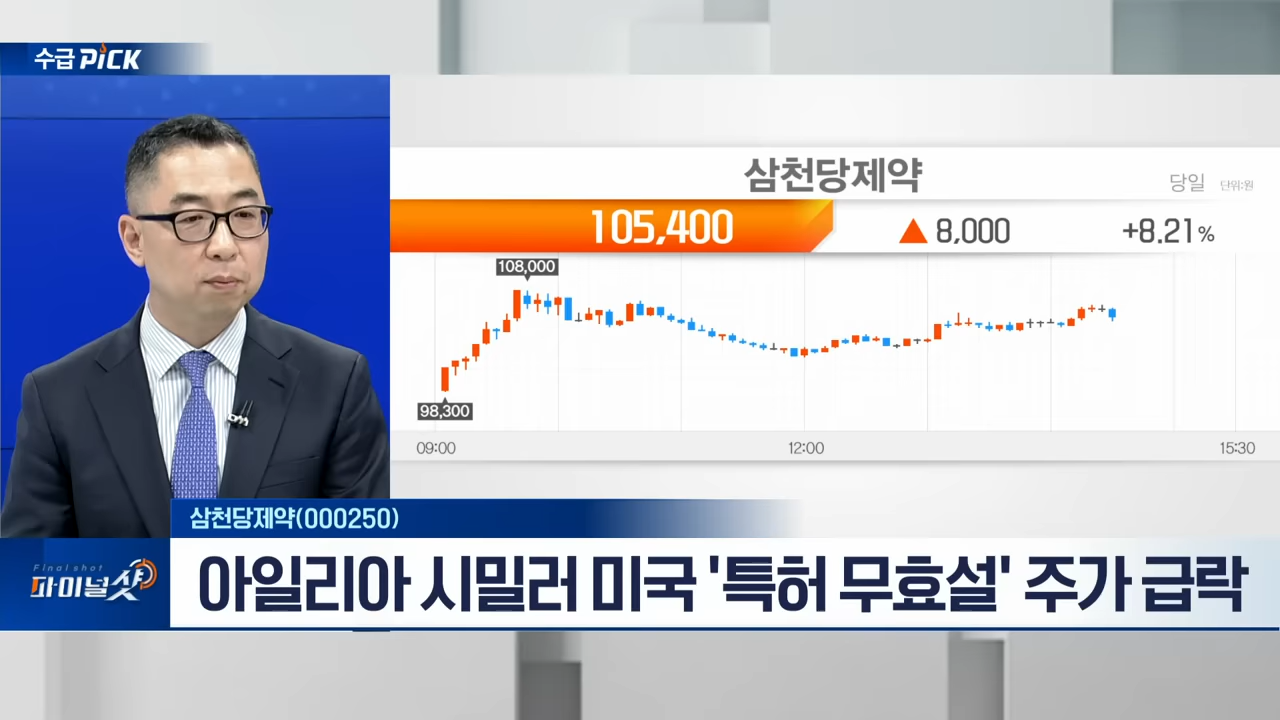 수급 PiCK
삼천당제약
당일 단위:원
105,400 ▲ 8,000 +8.21%
108,000
98,300
09:00 12:00 15:30
삼천당제약(000250)
Final shot
파이널샷
아일리아 시밀러 미국 '특허 무효설' 주가 급락